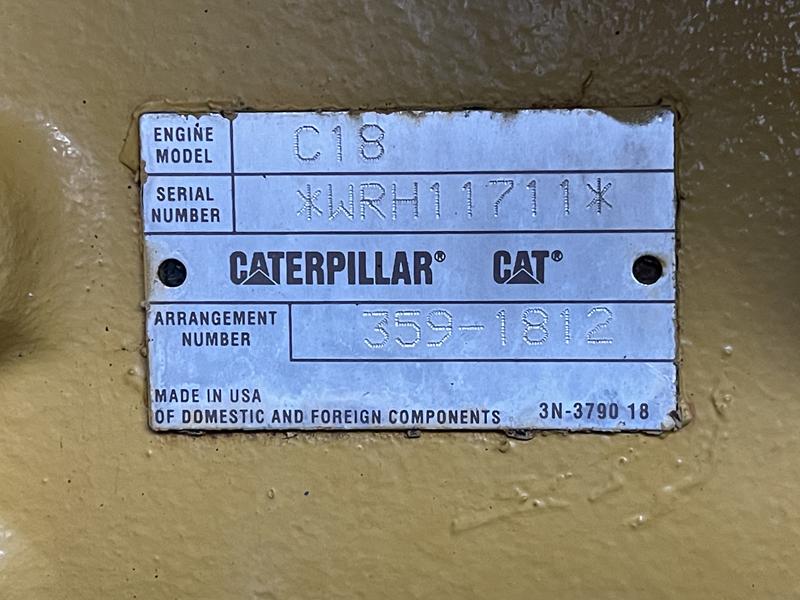 ENGINE MODEL C18
SERIAL NUMBER *WRH11711*
CATERPILLAR® CAT®
ARRANGEMENT NUMBER 359-1812
MADE IN USA
OF DOMESTIC AND FOREIGN COMPONENTS 3N-3790 18